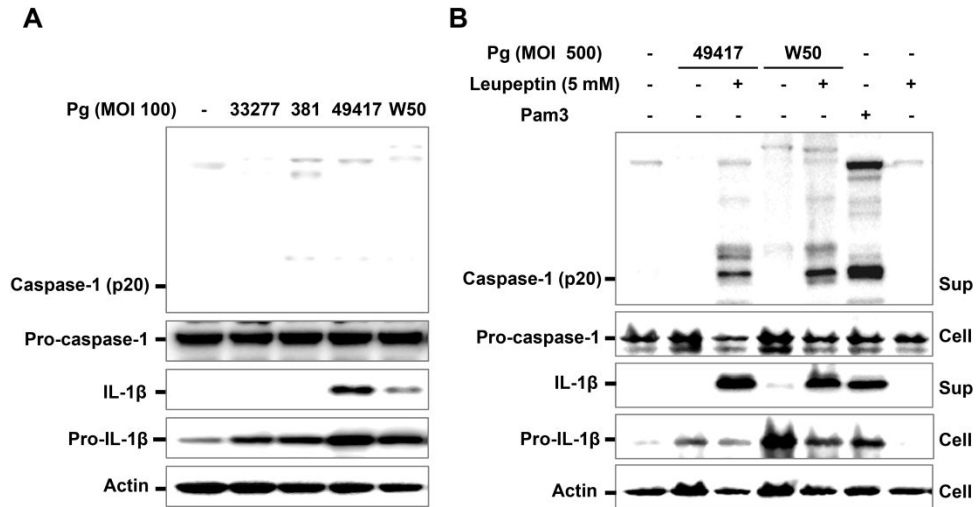 A
Pg (MOI 100) - 33277 381 49417 W50
Caspase-1 (p20)
Pro-caspase-1
IL-1β
Pro-IL-1β
Actin
B
Pg (MOI 500) - 49417 W50 - -
Leupeptin (5 mM) - - + - + - +
Pam3 - - - - - + -
Caspase-1 (p20) Sup
Pro-caspase-1 Cell
IL-1β Sup
Pro-IL-1β Cell
Actin Cell